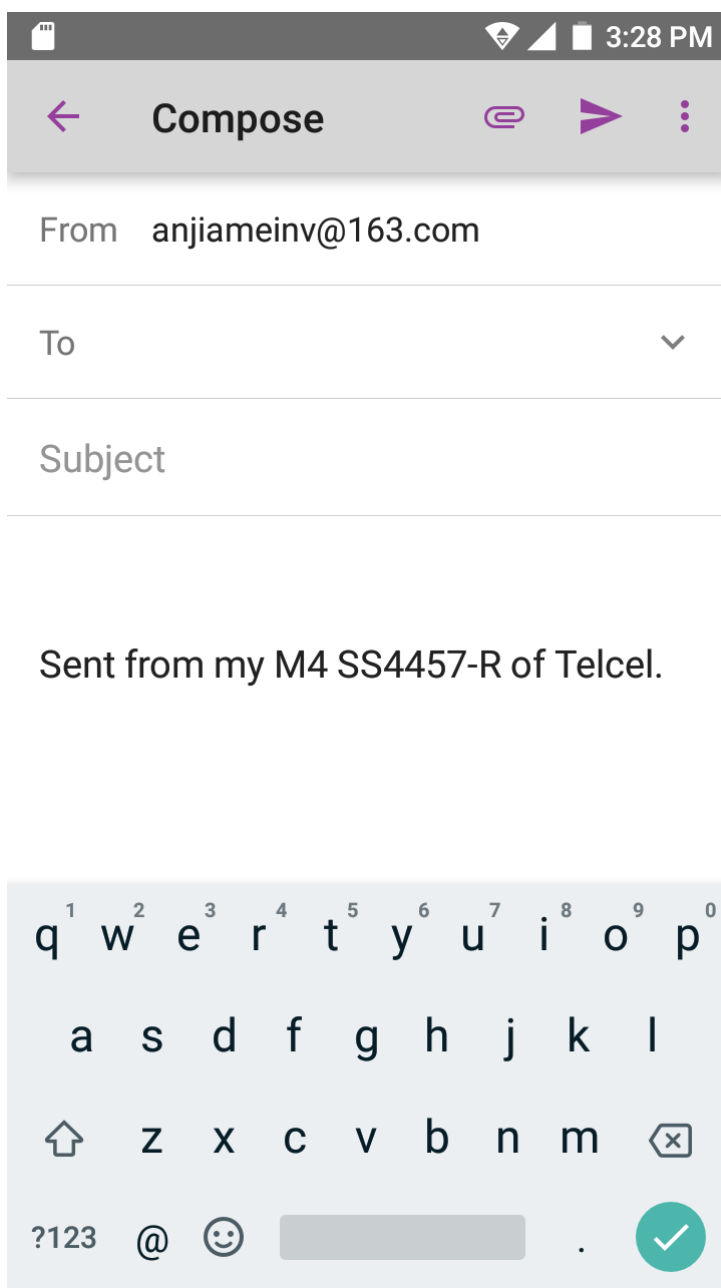 3:28 PM
Compose
From anjiameinv@163.com
To
Subject
Sent from my M4 SS4457-R of Telcel.
1 2 3 4 5 6 7 8 9 0
q w e r t y u i o p
a s d f g h j k l
z x c v b n m
?123 @ .